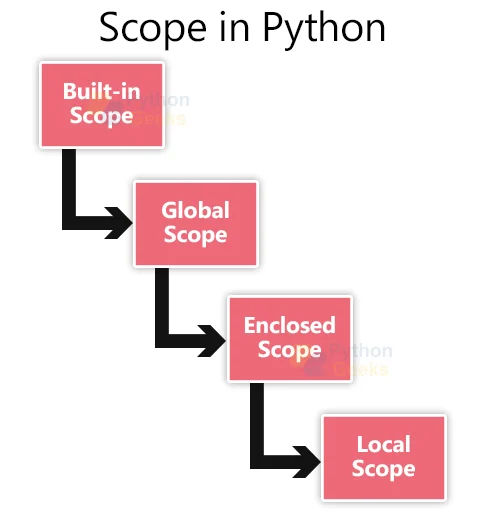 Scope in Python
Built-in
Scope
Python
Geeks
Global
Scope
Enclosed
Scope
Python
Geeks
Local
Scope